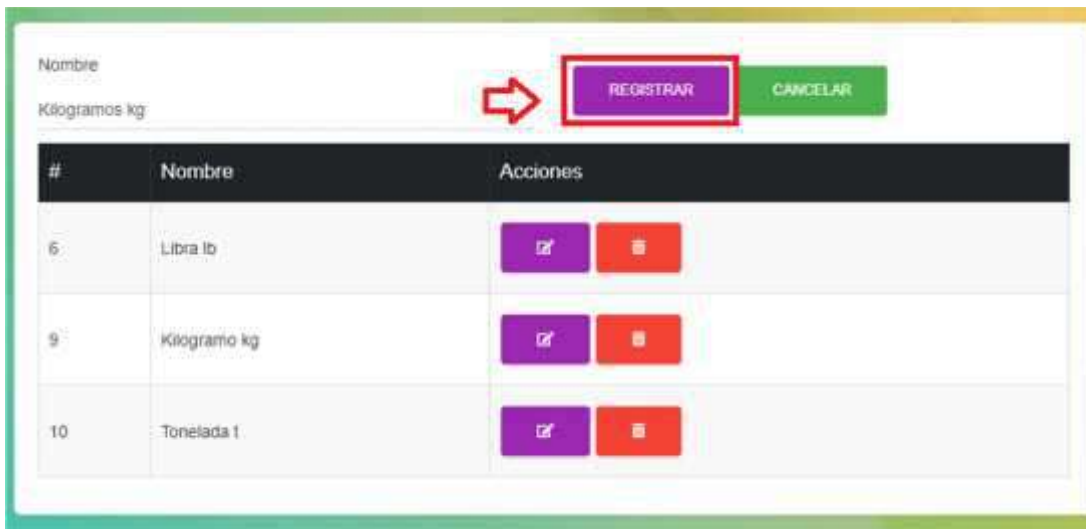 Nombre
Kilogramos kg
REGISTRAR CANCELAR
# Nombre Acciones
6 Libra lb
9 Kilogramo kg
10 Tonelada t